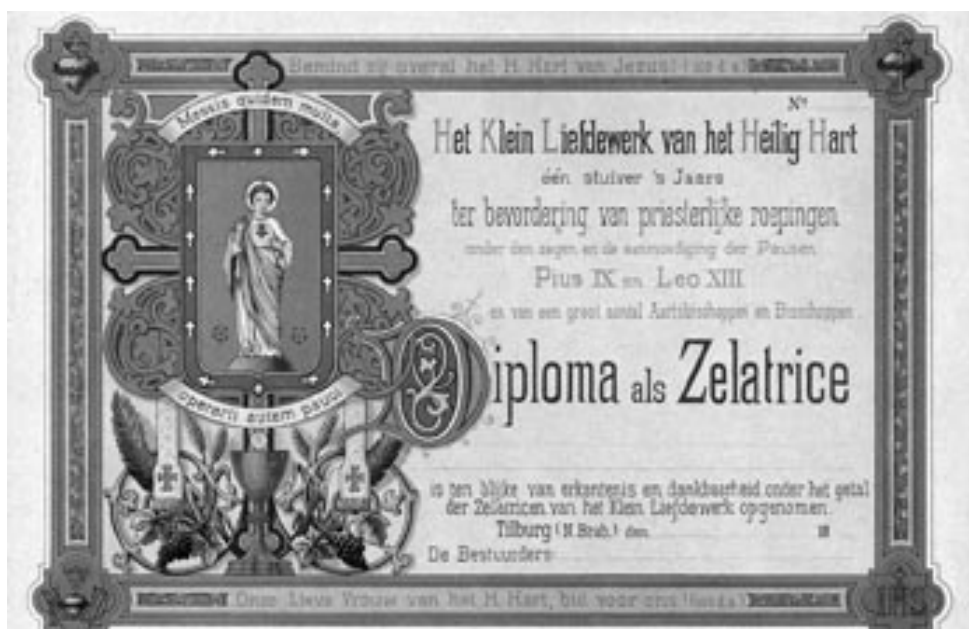 Bemind zij overal het H. Hart van Jezus!
Messis quidem multa
operarii autem pauci
Nº
Het Klein Liefdewerk van het Heilig Hart
één stuiver 's Jaars
ter bevordering van priesterlijke roepingen
onder den zegen en de aanmoediging der Pausen
Pius IX en Leo XIII
en van een groot aantal Aartsbisschoppen en Bisschoppen.
Diploma als Zelatrice
is ten blijke van erkentenis en dankbaarheid onder het getal
der Zelatricen van het Klein Liefdewerk opgenomen.
Tilburg (N. Brab.) den 18
De Bestuurders
Onze Lieve Vrouw van het H. Hart, bid voor ons!
IHS